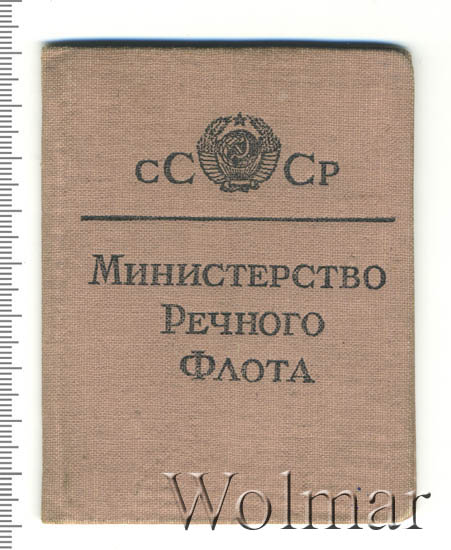 сС Ср
Министерство
Речного
Флота
Wolmar